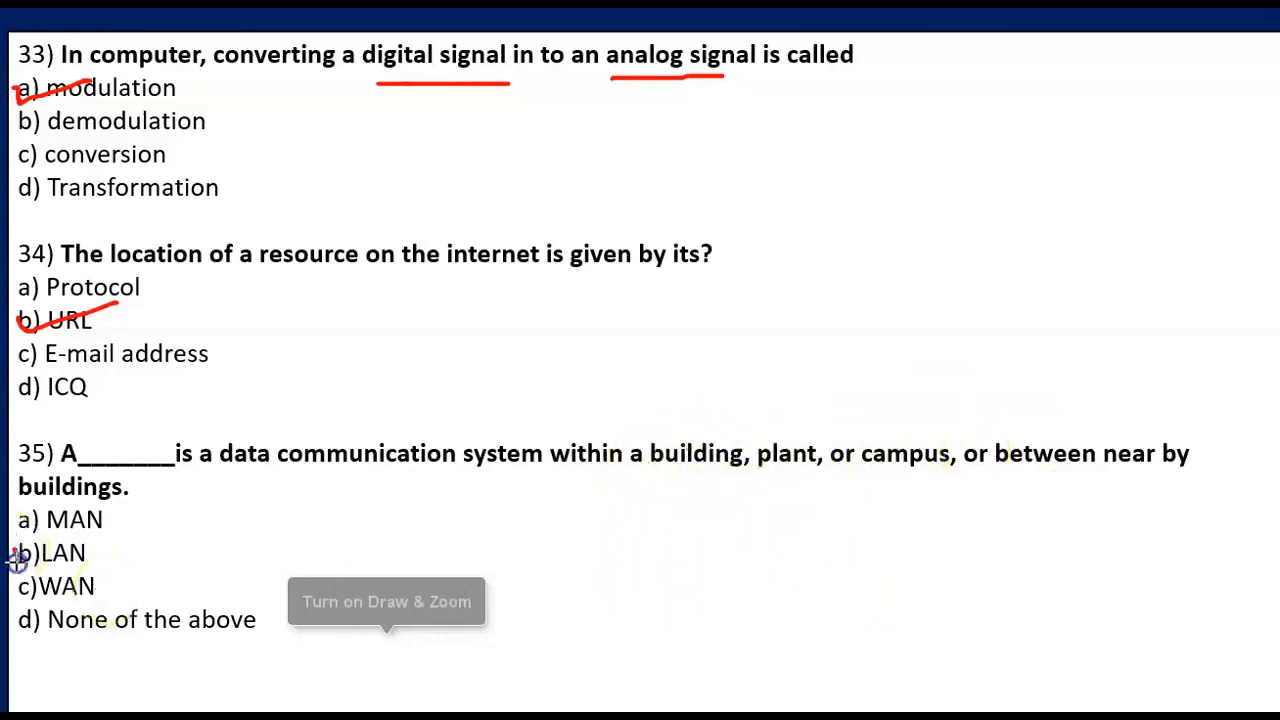 33) In computer, converting a digital signal in to an analog signal is called
a) modulation
b) demodulation
c) conversion
d) Transformation
34) The location of a resource on the internet is given by its?
a) Protocol
b) URL
c) E-mail address
d) ICQ
35) A_______is a data communication system within a building, plant, or campus, or between near by
buildings.
a) MAN
b)LAN
c)WAN
d) None of the above
Turn on Draw & Zoom